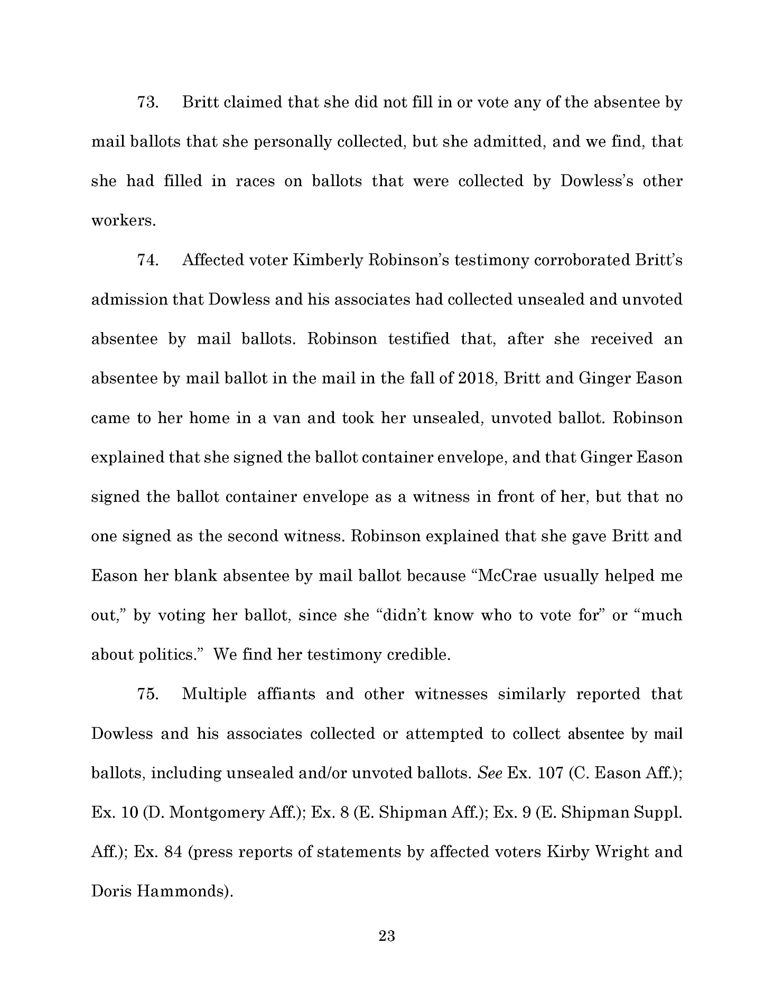 73. Britt claimed that she did not fill in or vote any of the absentee by
mail ballots that she personally collected, but she admitted, and we find, that
she had filled in races on ballots that were collected by Dowless’s other
workers.
74. Affected voter Kimberly Robinson’s testimony corroborated Britt’s
admission that Dowless and his associates had collected unsealed and unvoted
absentee by mail ballots. Robinson testified that, after she received an
absentee by mail ballot in the mail in the fall of 2018, Britt and Ginger Eason
came to her home in a van and took her unsealed, unvoted ballot. Robinson
explained that she signed the ballot container envelope, and that Ginger Eason
signed the ballot container envelope as a witness in front of her, but that no
one signed as the second witness. Robinson explained that she gave Britt and
Eason her blank absentee by mail ballot because “McCrae usually helped me
out,” by voting her ballot, since she “didn’t know who to vote for” or “much
about politics.” We find her testimony credible.
75. Multiple affiants and other witnesses similarly reported that
Dowless and his associates collected or attempted to collect absentee by mail
ballots, including unsealed and/or unvoted ballots. See Ex. 107 (C. Eason Aff.);
Ex. 10 (D. Montgomery Aff.); Ex. 8 (E. Shipman Aff.); Ex. 9 (E. Shipman Suppl.
Aff.); Ex. 84 (press reports of statements by affected voters Kirby Wright and
Doris Hammonds).
23